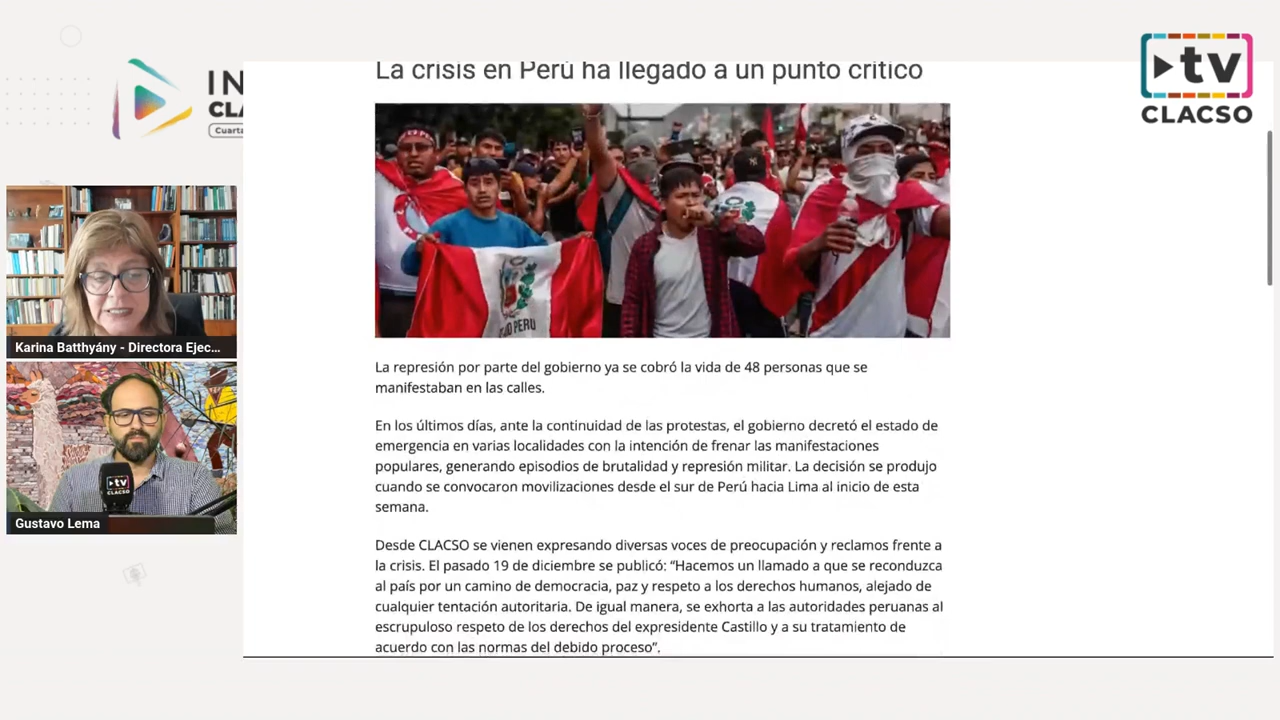 La crisis en Perú ha llegado a un punto crítico
IN
CLA
Cuarta
tv
CLACSO
PERU
La represión por parte del gobierno ya se cobró la vida de 48 personas que se
manifestaban en las calles.
En los últimos días, ante la continuidad de las protestas, el gobierno decretó el estado de
emergencia en varias localidades con la intención de frenar las manifestaciones
populares, generando episodios de brutalidad y represión militar. La decisión se produjo
cuando se convocaron movilizaciones desde el sur de Perú hacia Lima al inicio de esta
semana.
Desde CLACSO se vienen expresando diversas voces de preocupación y reclamos frente a
la crisis. El pasado 19 de diciembre se publicó: “Hacemos un llamado a que se reconduzca
al país por un camino de democracia, paz y respeto a los derechos humanos, alejado de
cualquier tentación autoritaria. De igual manera, se exhorta a las autoridades peruanas al
escrupuloso respeto de los derechos del expresidente Castillo y a su tratamiento de
acuerdo con las normas del debido proceso”.
Karina Batthyány - Directora Ejec...
tv
CLACSO
Gustavo Lema